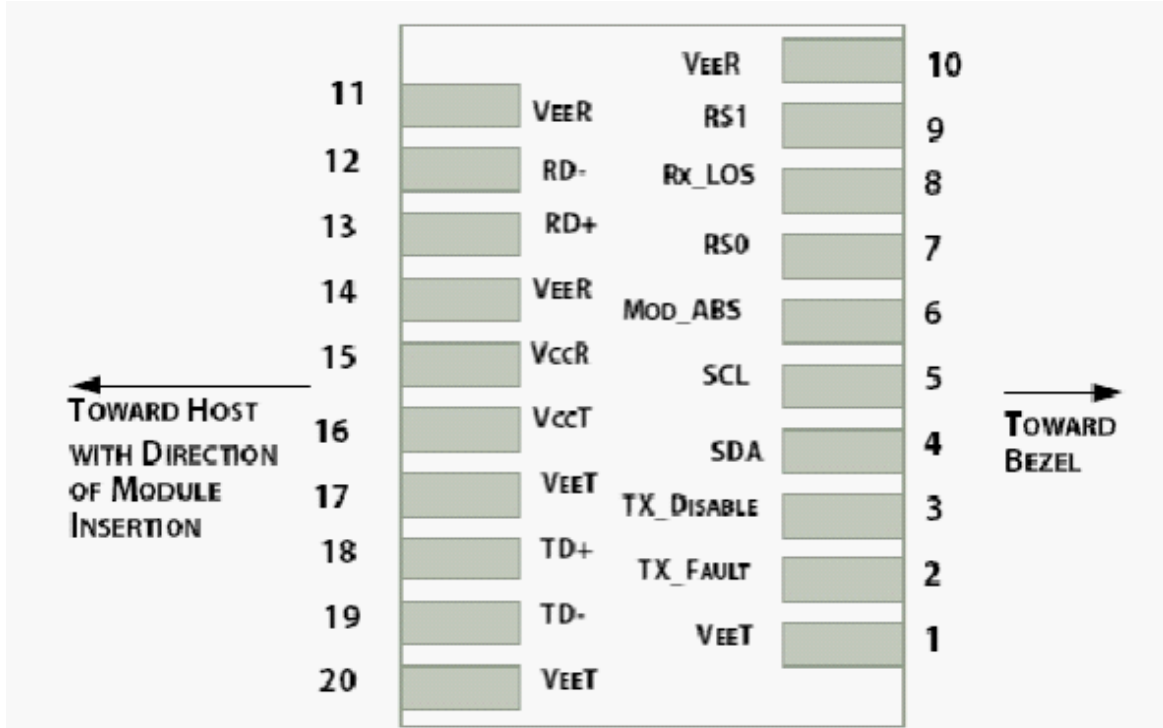 11 VEER
12 RD-
13 RD+
14 VEER
15 VccR
16 VccT
17 VEET
18 TD+
19 TD-
20 VEET
VEER 10
RS1 9
Rx_LOS 8
RS0 7
MOD_ABS 6
SCL 5
SDA 4
TX_DISABLE 3
TX_FAULT 2
VEET 1
TOWARD HOST
WITH DIRECTION
OF MODULE
INSERTION
TOWARD
BEZEL